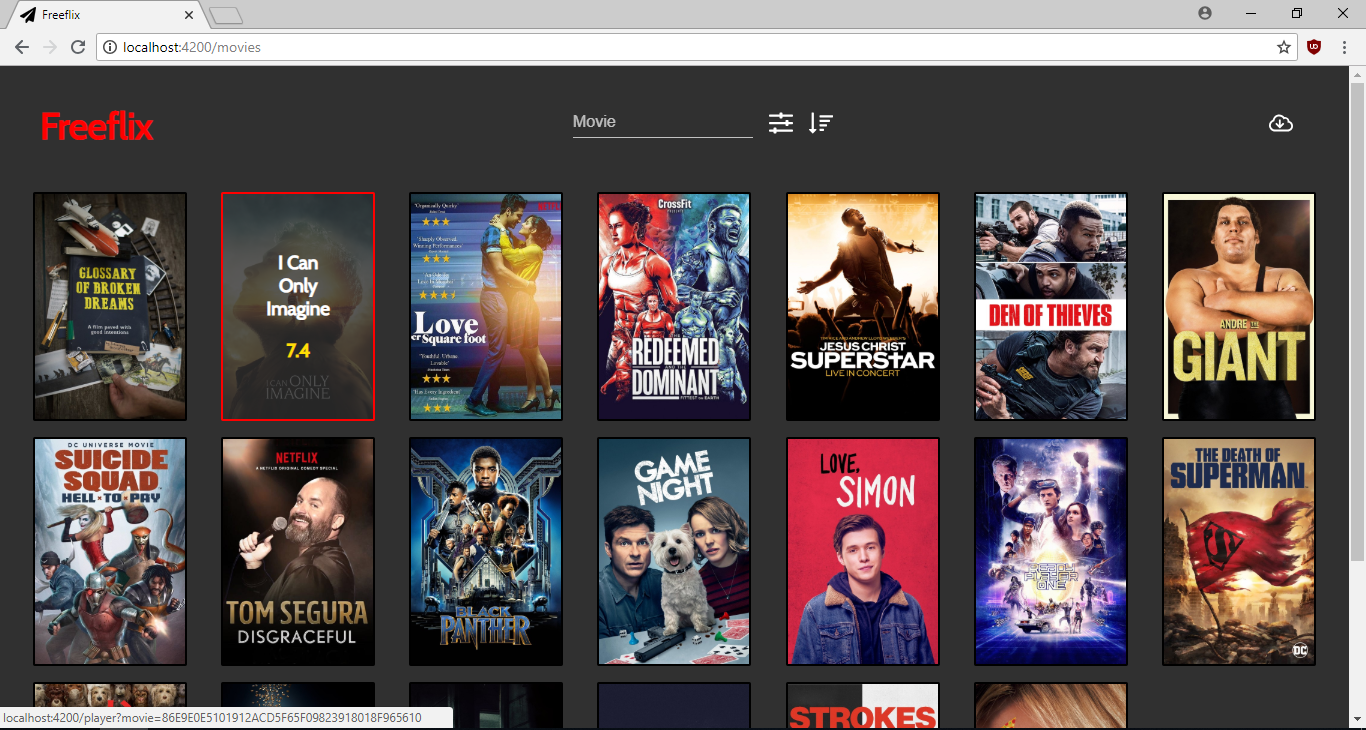 Freeflix
localhost:4200/movies
Freeflix
Movie
GLOSSARY
OF BROKEN
DREAMS
A film paved with
good intentions
I Can
Only
Imagine
7.4
I CAN ONLY
IMAGINE
Love
per Square foot
CrossFit
REDEEMED
AND THE
DOMINANT
FITTEST ON EARTH
JESUS CHRIST
SUPERSTAR
LIVE IN CONCERT
DEN OF THIEVES
ANDRE THE
GIANT
DC UNIVERSE MOVIE
SUICIDE
SQUAD
HELL TO PAY
NETFLIX
A NETFLIX ORIGINAL COMEDY SPECIAL
TOM SEGURA
DISGRACEFUL
BLACK
PANTHER
GAME
NIGHT
LOVE,
SIMON
READY
PLAYER
ONE
THE DEATH OF
SUPERMAN
DC
STROKES
localhost:4200/player?movie=86E9E0E5101912ACD5F65F09823918018F965610